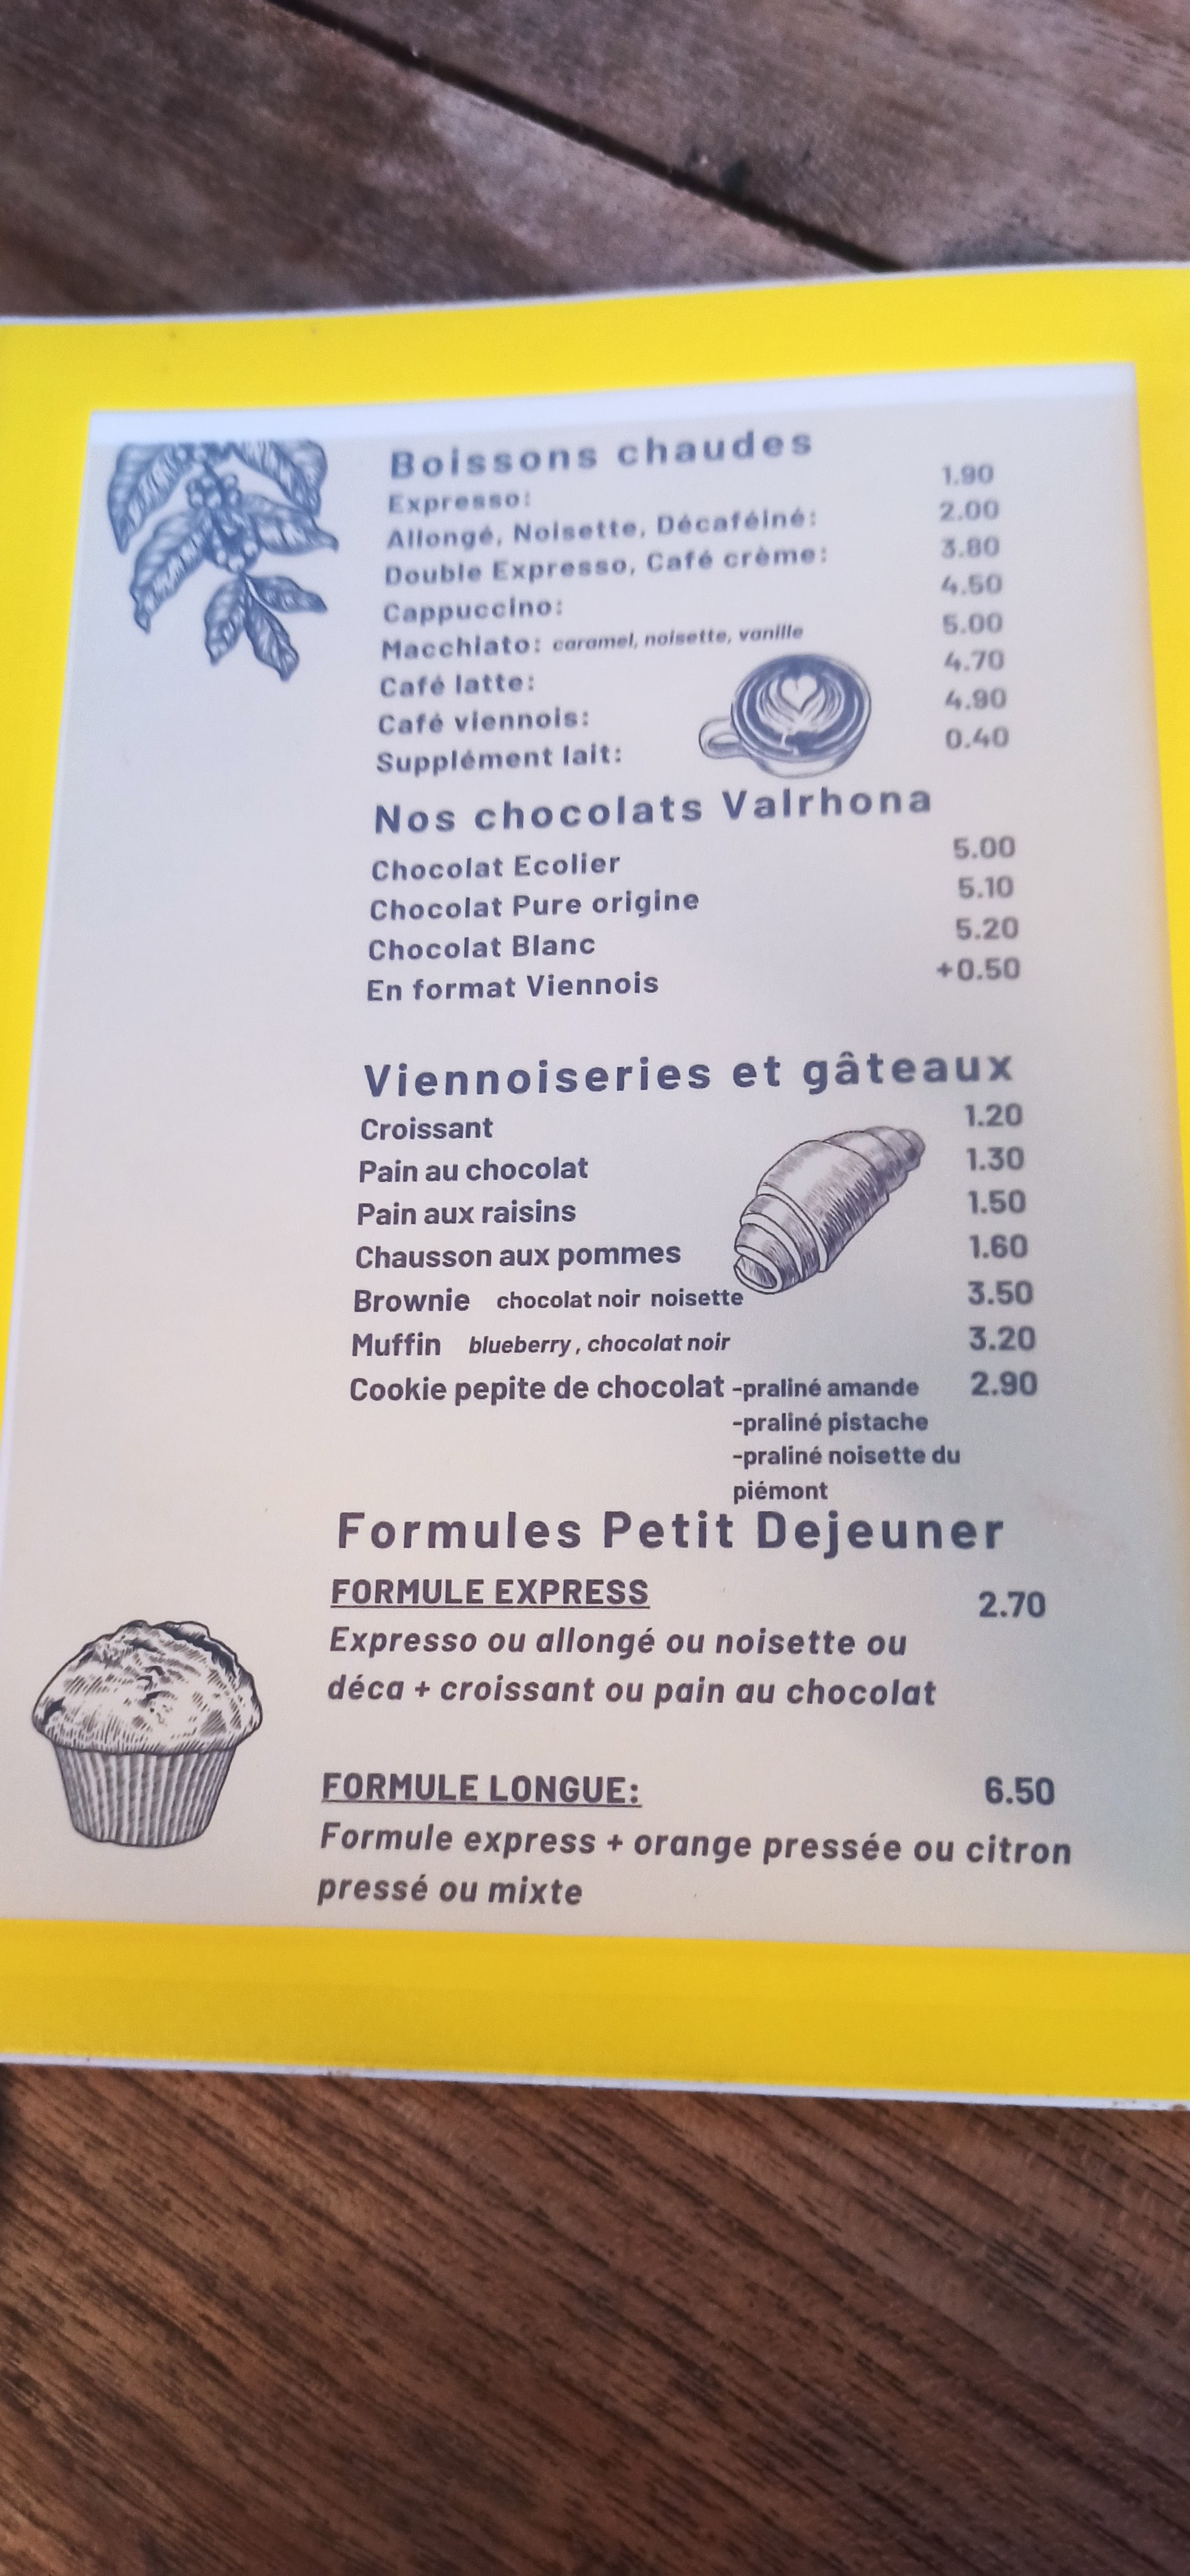 Boissons chaudes
Expresso: 1.90
Allongé, Noisette, Décaféiné: 2.00
Double Expresso, Café crème: 3.80
Cappuccino: 4.50
Macchiato: caramel, noisette, vanille 5.00
Café latte: 4.70
Café viennois: 4.90
Supplément lait: 0.40
Nos chocolats Valrhona
Chocolat Ecolier 5.00
Chocolat Pure origine 5.10
Chocolat Blanc 5.20
En format Viennois +0.50
Viennoiseries et gâteaux
Croissant 1.20
Pain au chocolat 1.30
Pain aux raisins 1.50
Chausson aux pommes 1.60
Brownie chocolat noir noisette 3.50
Muffin blueberry, chocolat noir 3.20
Cookie pepite de chocolat -praliné amande 2.90
-praliné pistache
-praliné noisette du
piémont
Formules Petit Dejeuner
FORMULE EXPRESS 2.70
Expresso ou allongé ou noisette ou
déca + croissant ou pain au chocolat
FORMULE LONGUE: 6.50
Formule express + orange pressée ou citron
pressé ou mixte